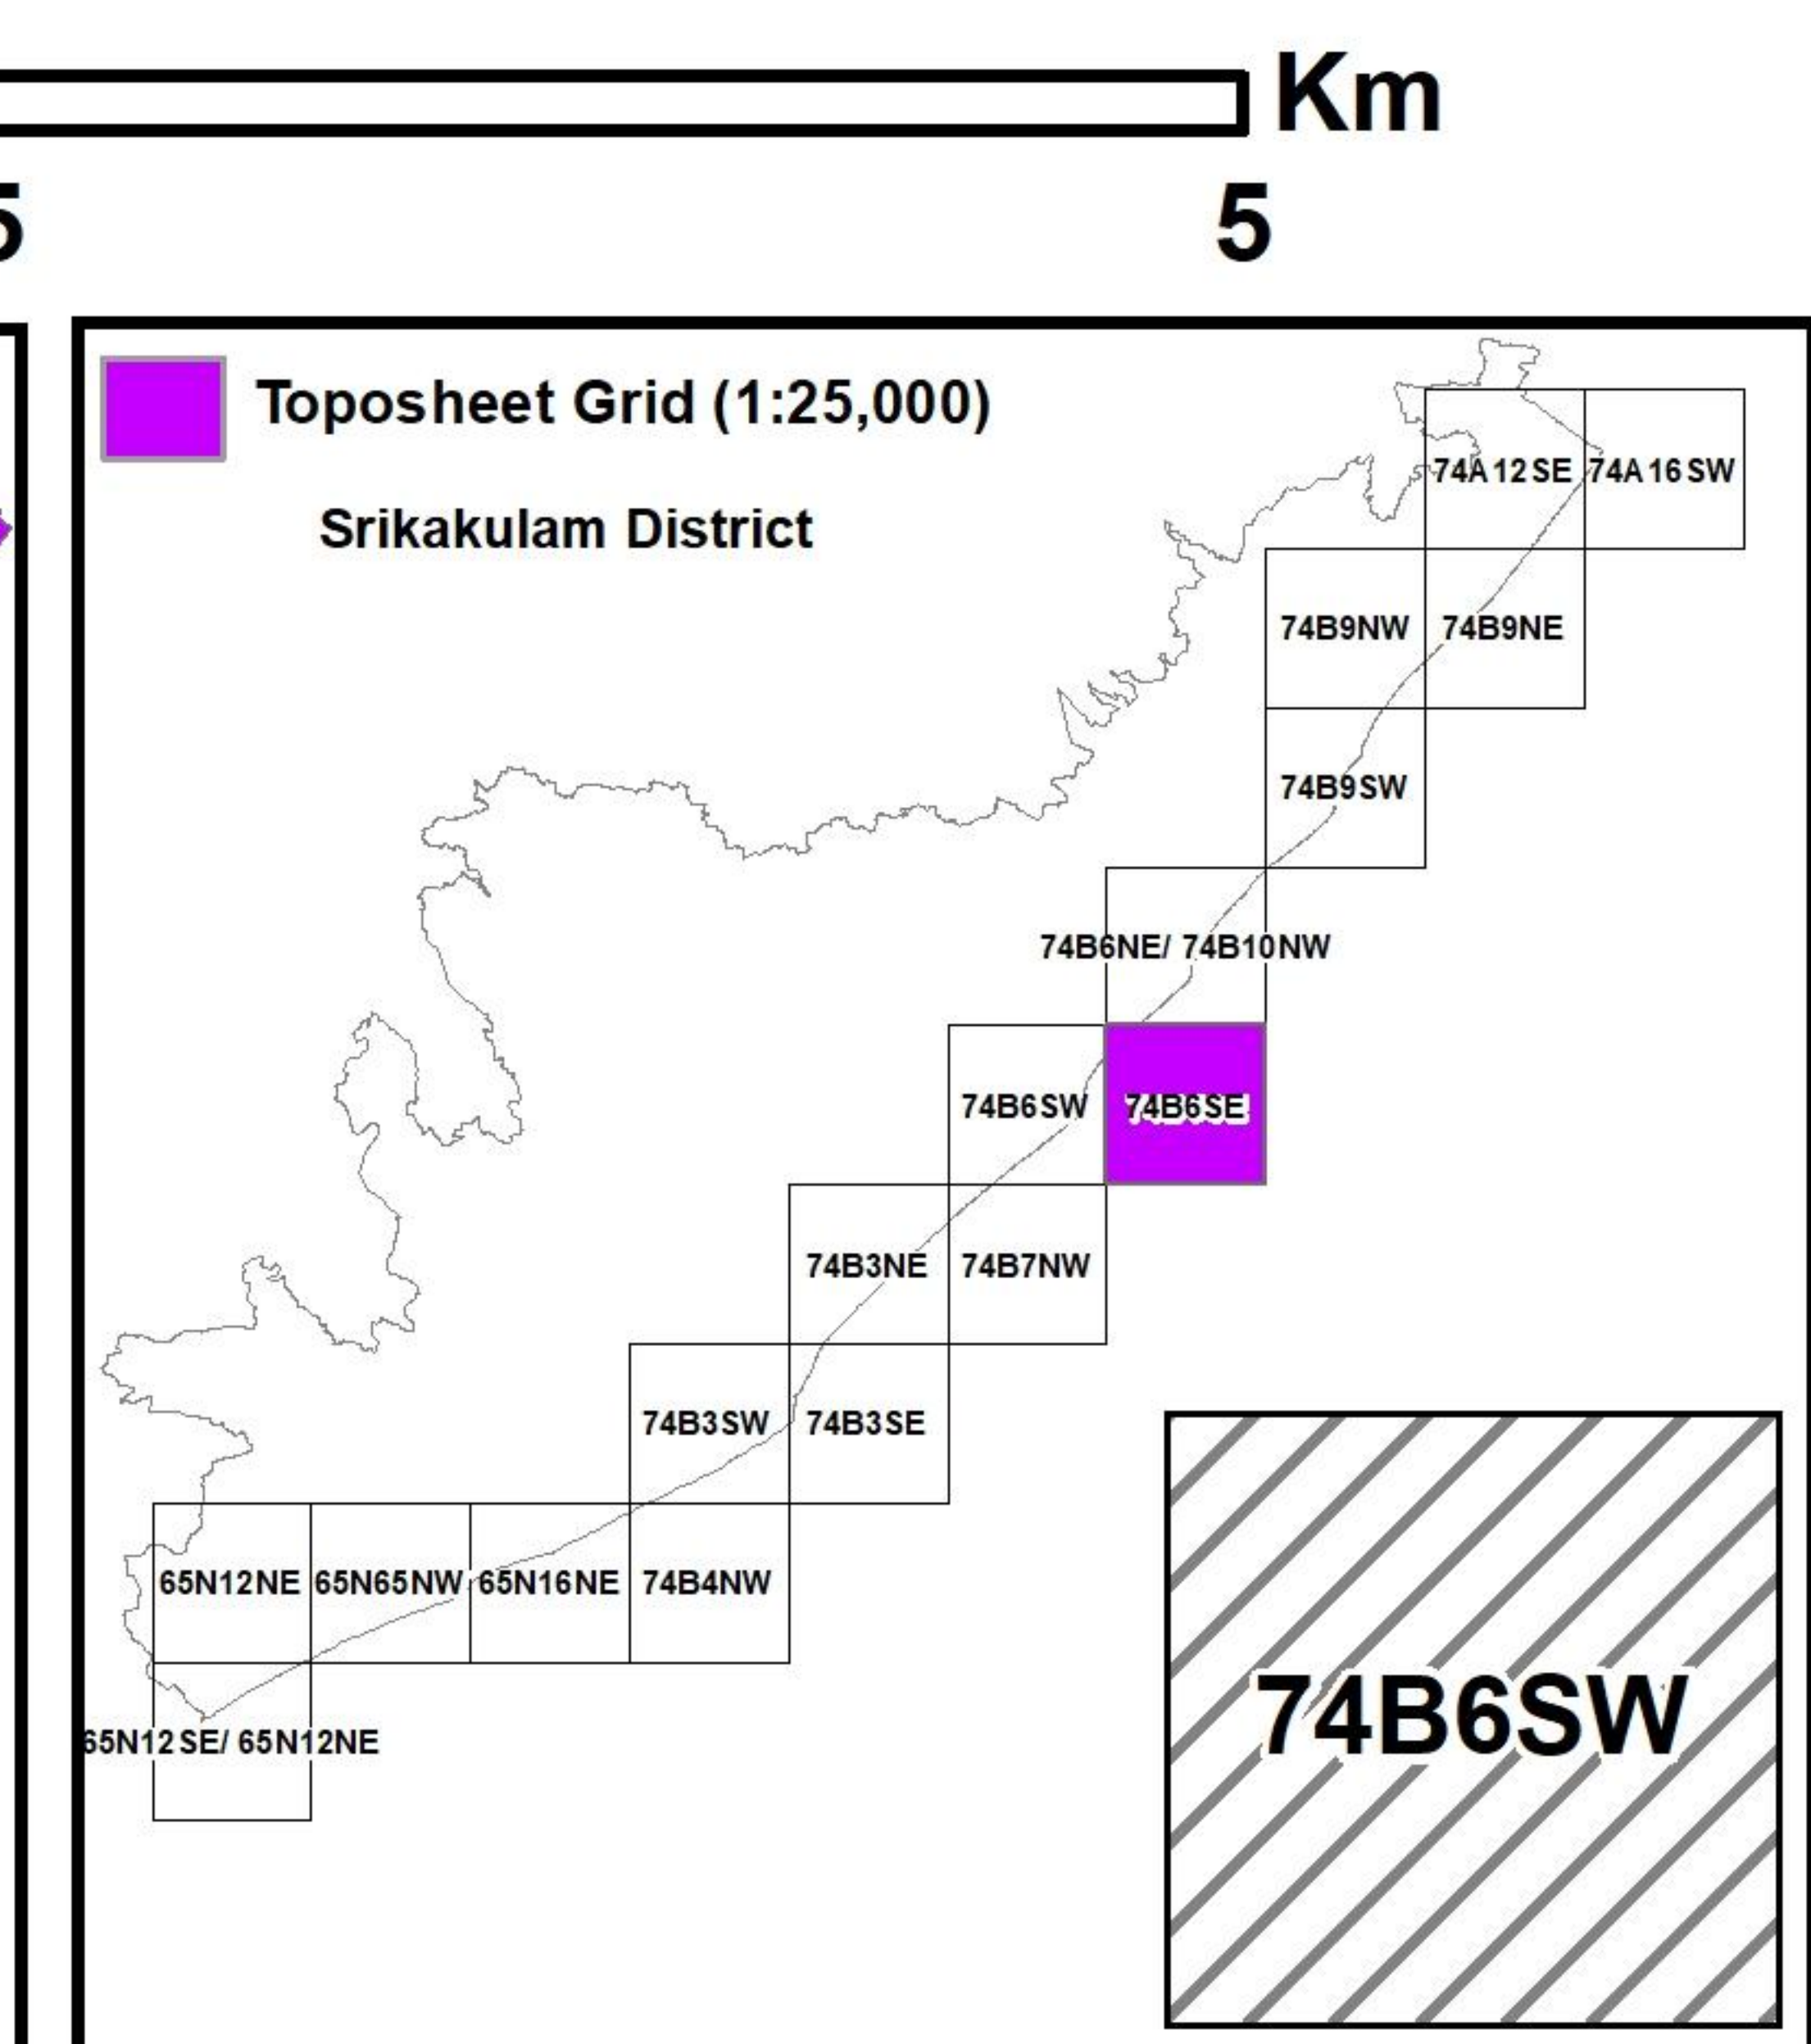 Km
5 5
Toposheet Grid (1:25,000)
Srikakulam District
74A12SE 74A16SW
74B9NW 74B9NE
74B9SW
74B6NE/ 74B10NW
74B6SW 74B6SE
74B3NE 74B7NW
74B3SW 74B3SE
65N12NE 65N65NW 65N16NE 74B4NW
65N12SE/ 65N12NE
74B6SW